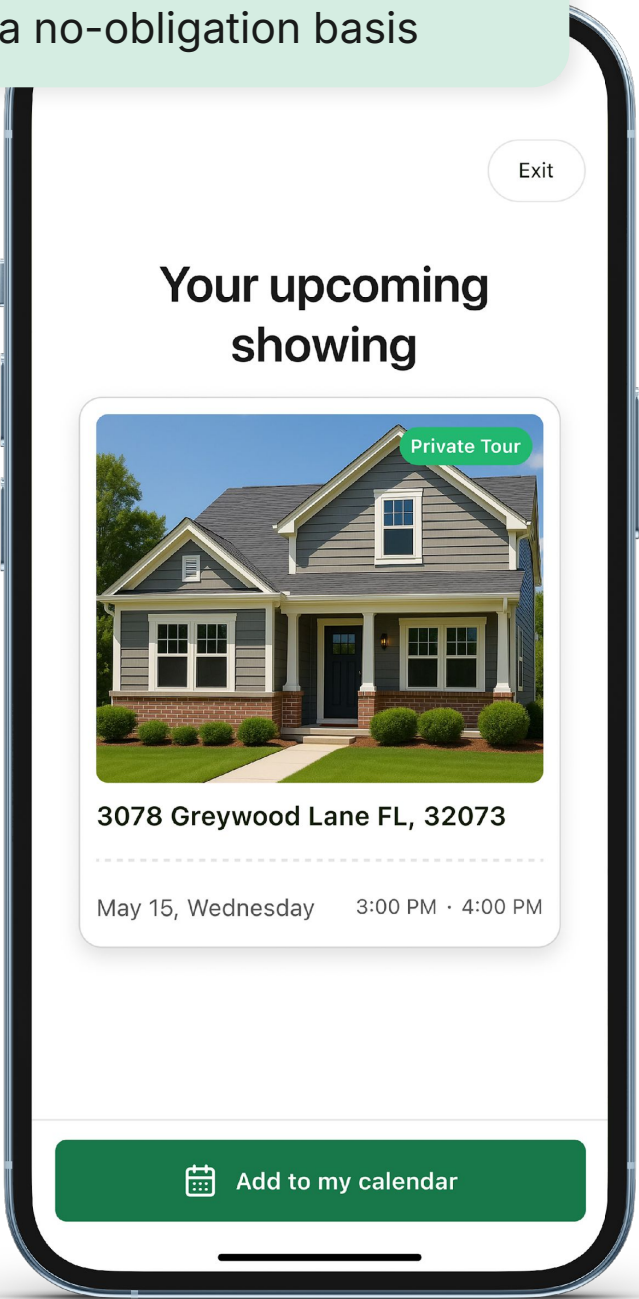 a no-obligation basis
Exit
Your upcoming
showing
Private Tour
3078 Greywood Lane FL, 32073
May 15, Wednesday 3:00 PM · 4:00 PM
Add to my calendar